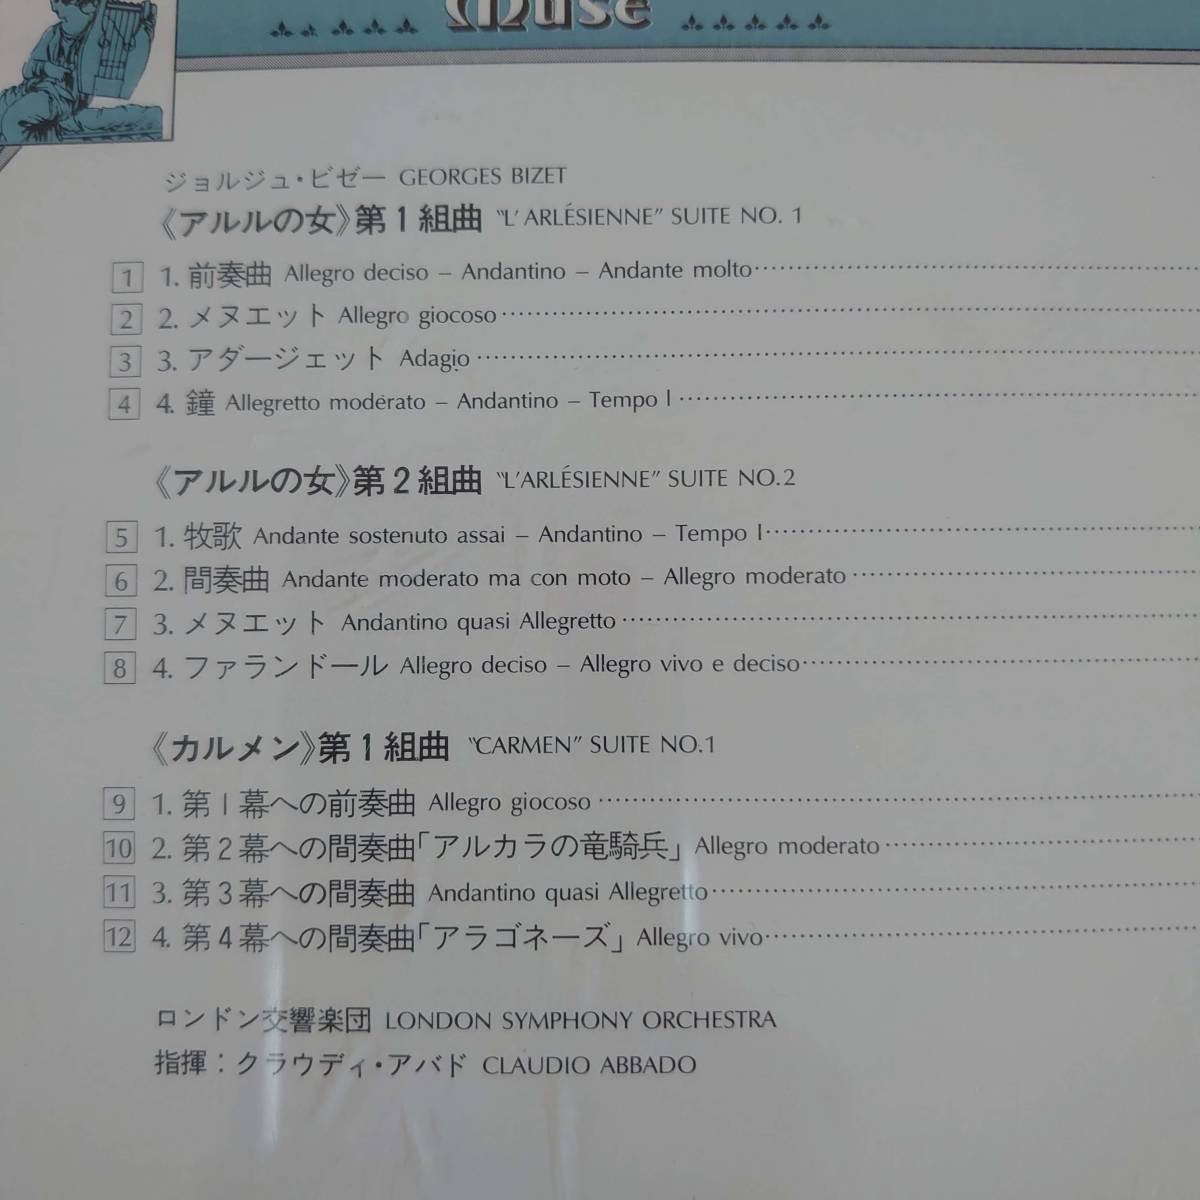 Muse
ジョルジュ・ビゼー GEORGES BIZET
《アルルの女》第1組曲 "L'ARLÉSIENNE" SUITE NO. 1
1 1. 前奏曲 Allegro deciso – Andantino – Andante molto
2 2. メヌエット Allegro giocoso
3 3. アダージェット Adagio
4 4. 鐘 Allegretto moderato – Andantino – Tempo I
《アルルの女》第2組曲 "L'ARLÉSIENNE" SUITE NO.2
5 1. 牧歌 Andante sostenuto assai – Andantino – Tempo I
6 2. 間奏曲 Andante moderato ma con moto – Allegro moderato
7 3. メヌエット Andantino quasi Allegretto
8 4. ファランドール Allegro deciso – Allegro vivo e deciso
《カルメン》第1組曲 "CARMEN" SUITE NO.1
9 1. 第1幕への前奏曲 Allegro giocoso
10 2. 第2幕への間奏曲「アルカラの竜騎兵」 Allegro moderato
11 3. 第3幕への間奏曲 Andantino quasi Allegretto
12 4. 第4幕への間奏曲「アラゴネーズ」 Allegro vivo
ロンドン交響楽団 LONDON SYMPHONY ORCHESTRA
指揮：クラウディ・アバド CLAUDIO ABBADO